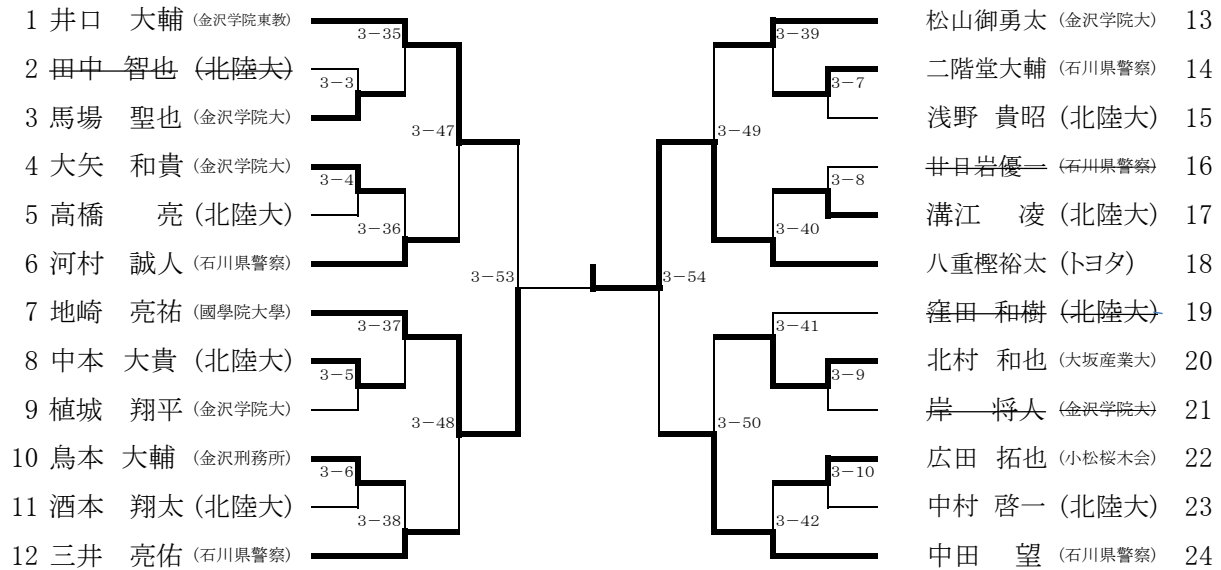 1 井口 大輔 (金沢学院東教)
2 田中 智也 (北陸大)
3 馬場 聖也 (金沢学院大)
4 大矢 和貴 (金沢学院大)
5 高橋 亮 (北陸大)
6 河村 誠人 (石川県警察)
7 地崎 亮祐 (國學院大學)
8 中本 大貴 (北陸大)
9 植城 翔平 (金沢学院大)
10 鳥本 大輔 (金沢刑務所)
11 酒本 翔太 (北陸大)
12 三井 亮佑 (石川県警察)
3-35
3-3
3-47
3-4
3-36
3-53
3-37
3-5
3-48
3-6
3-38
3-39
3-7
3-49
3-8
3-40
3-54
3-41
3-9
3-50
3-10
3-42
松山御勇太 (金沢学院大) 13
二階堂大輔 (石川県警察) 14
浅野 貴昭 (北陸大) 15
廿日岩優一 (石川県警察) 16
溝江 凌 (北陸大) 17
八重樫裕太 (トヨタ) 18
窪田 和樹 (北陸大) 19
北村 和也 (大坂産業大) 20
岸 将人 (金沢学院大) 21
広田 拓也 (小松桜木会) 22
中村 啓一 (北陸大) 23
中田 望 (石川県警察) 24